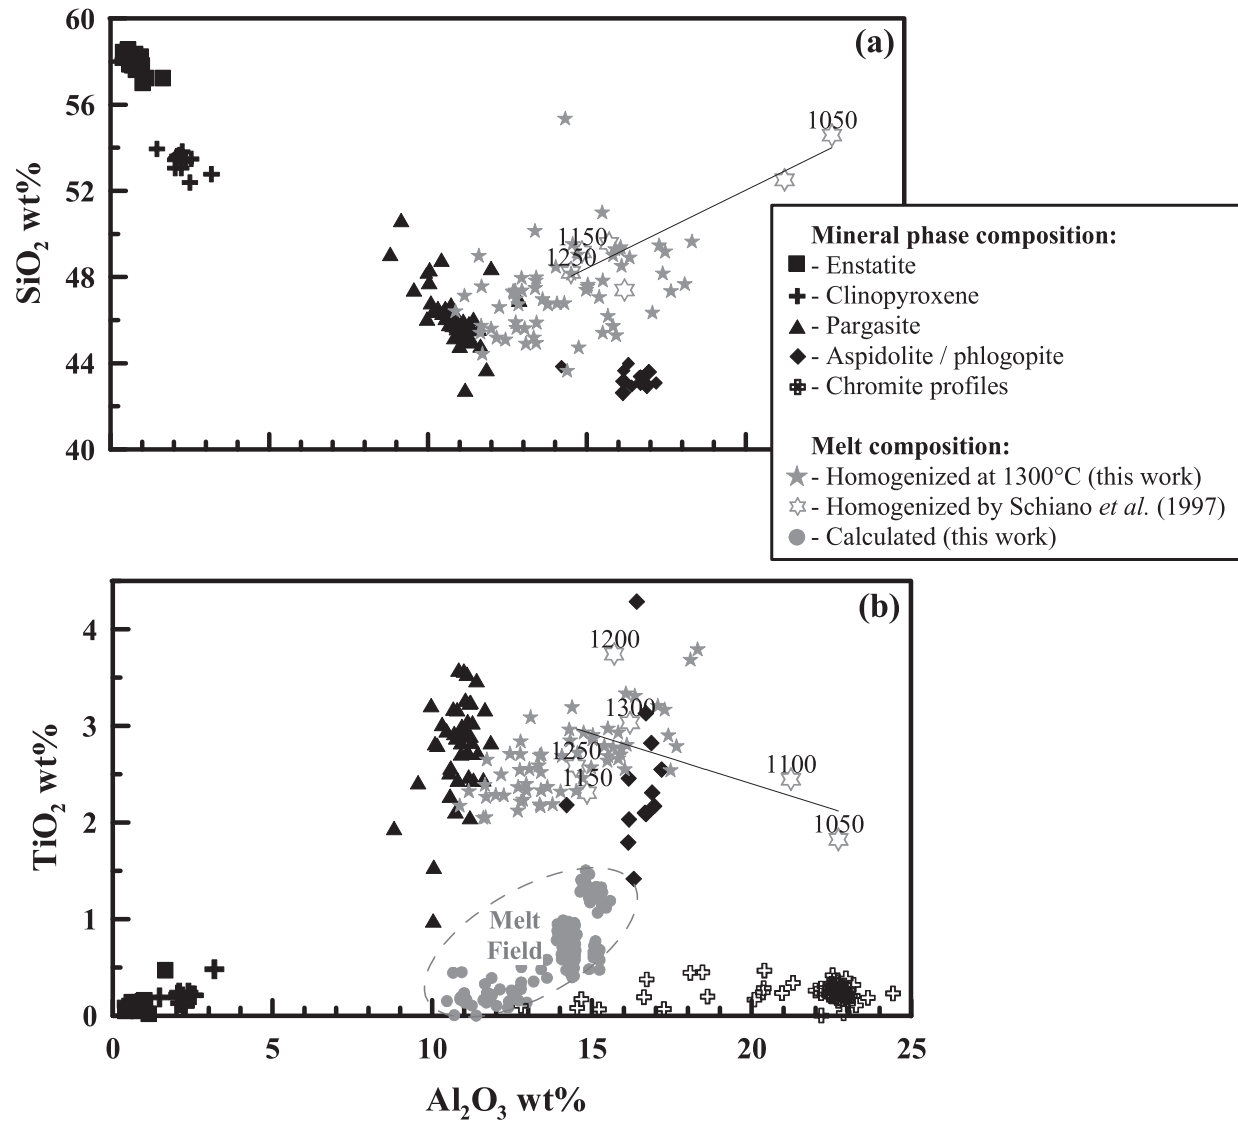 60
(a)
1050
56
52
SiO₂ wt%
1150
1250
48
44
40
Mineral phase composition:
- Enstatite
- Clinopyroxene
- Pargasite
- Aspidolite / phlogopite
- Chromite profiles
Melt composition:
- Homogenized at 1300°C (this work)
- Homogenized by Schiano et al. (1997)
- Calculated (this work)
(b)
4
1200
3
1300
1250
1150
1100
2
1050
TiO₂ wt%
1
Melt
Field
0
0 5 10 15 20 25
Al₂O₃ wt%